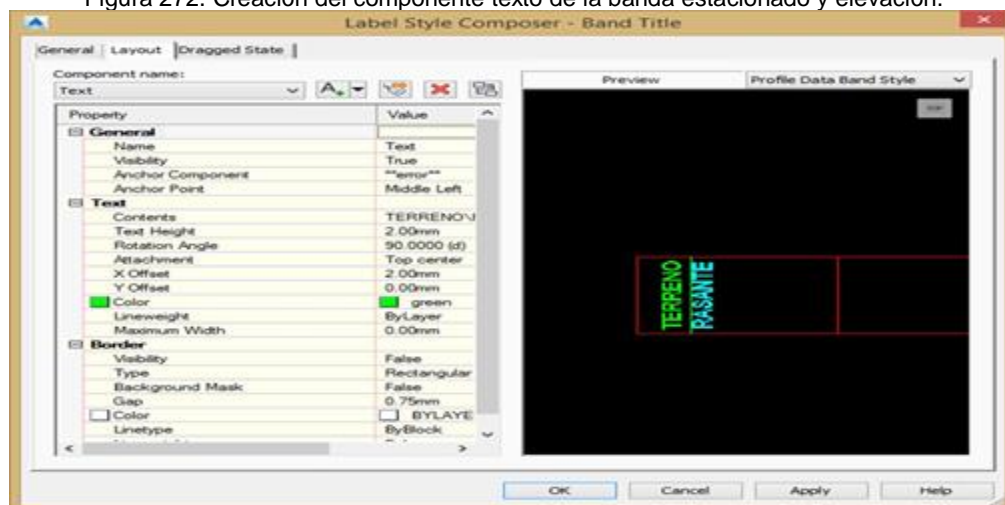 Figura 272. Creación del componente texto de la banda estacionado y elevación.
Label Style Composer - Band Title
General Layout Dragged State
Component name:
Text
Preview Profile Data Band Style
Property Value
General
Name Text
Visibility True
Anchor Component **error**
Anchor Point Middle Left
Text
Contents TERRENO\
Text Height 2.00mm
Rotation Angle 90.0000 (d)
Attachment Top center
X Offset 2.00mm
Y Offset 0.00mm
Color green
Lineweight ByLayer
Maximum Width 0.00mm
Border
Visibility False
Type Rectangular
Background Mask False
Gap 0.75mm
Color BYLAYE
Linetype ByBlock
TERRENO
RASANTE
OK Cancel Apply Help